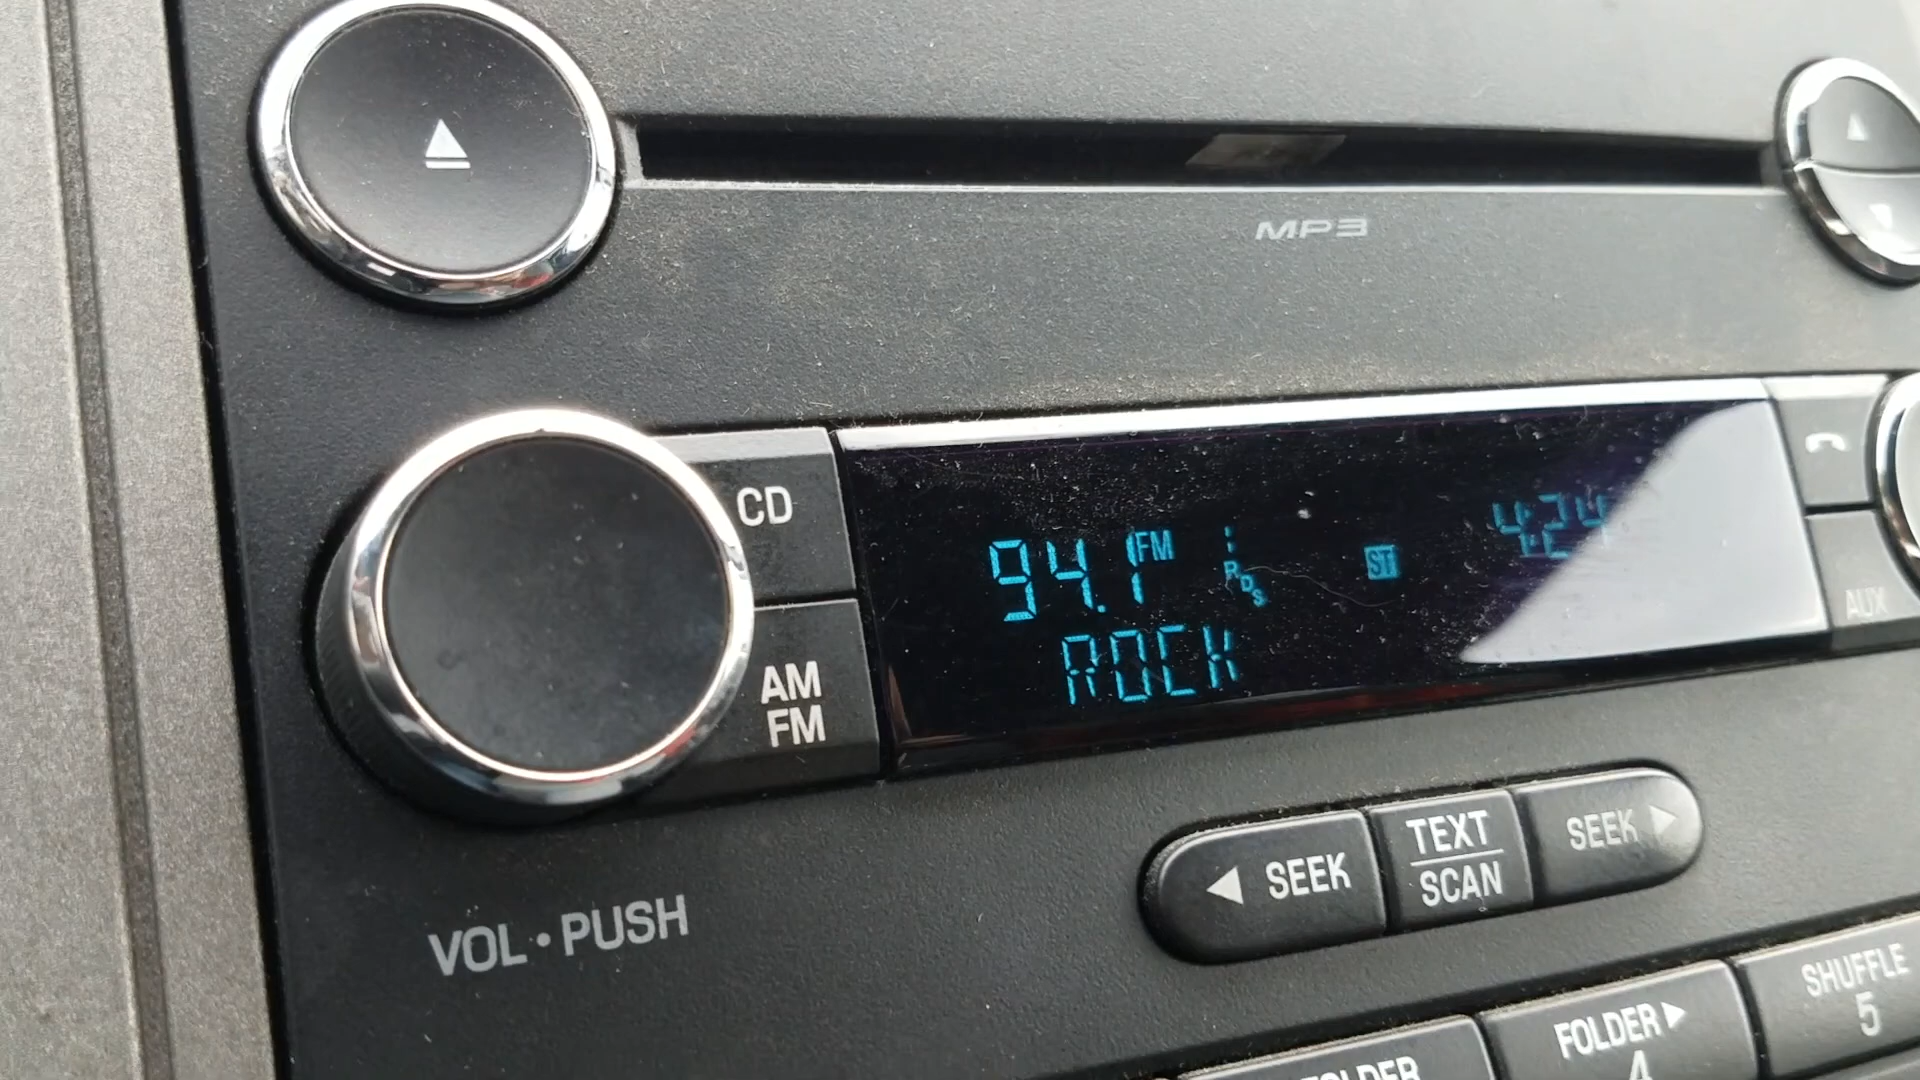 MP3
CD
94.1 FM RDS ST 4:24
ROCK
AM
FM
AUX
VOL • PUSH
◀ SEEK
TEXT
SCAN
SEEK ▶
SHUFFLE
5
FOLDER ▶
4
FOLDER